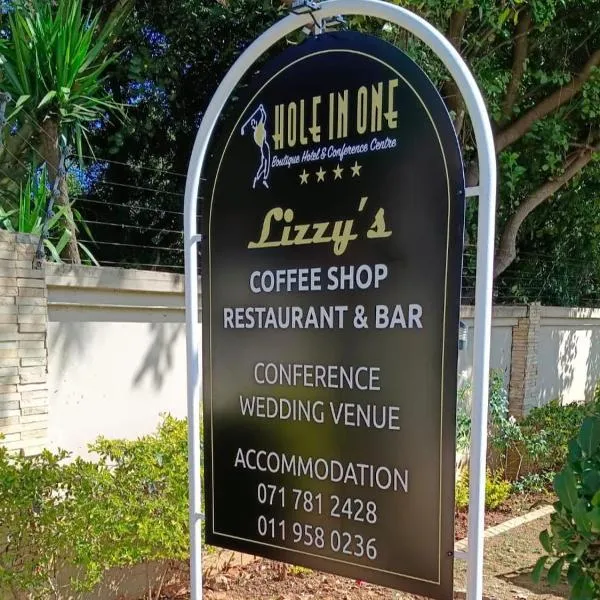 HOLE IN ONE
Boutique Hotel & Conference Centre
Lizzy's
COFFEE SHOP
RESTAURANT & BAR
CONFERENCE
WEDDING VENUE
ACCOMMODATION
071 781 2428
011 958 0236